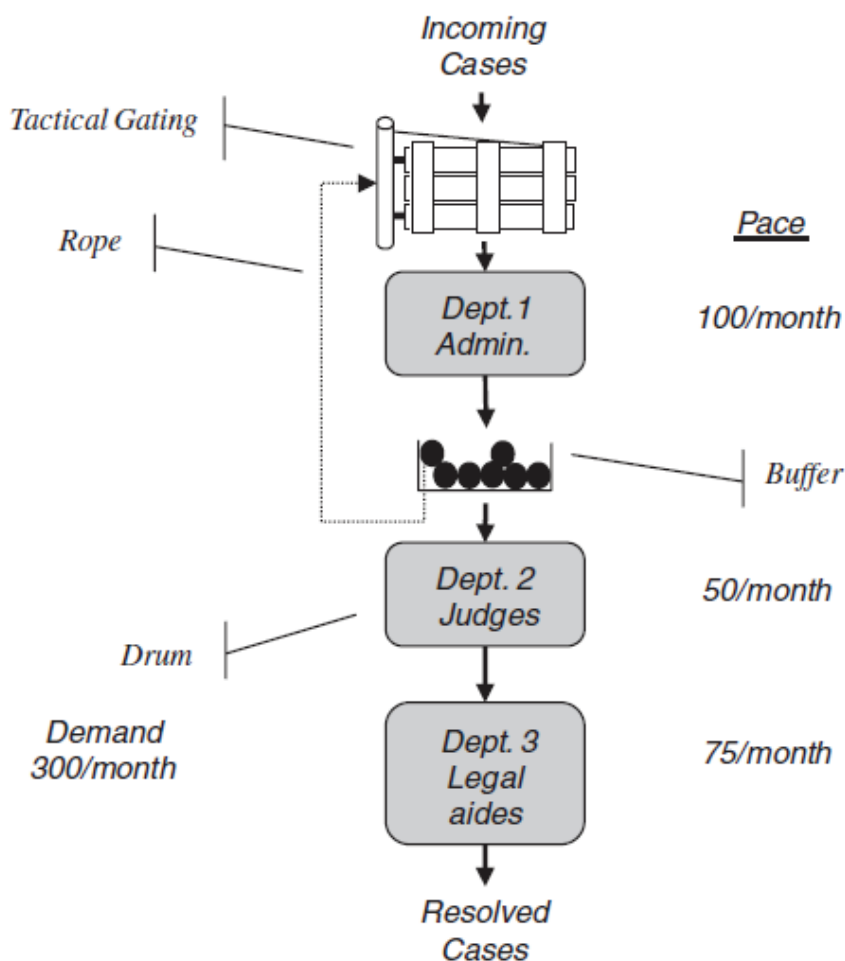 Incoming
Cases
Tactical Gating
Rope
Pace
Dept.1
Admin.
100/month
Buffer
Dept. 2
Judges
50/month
Drum
Demand
300/month
Dept. 3
Legal
aides
75/month
Resolved
Cases